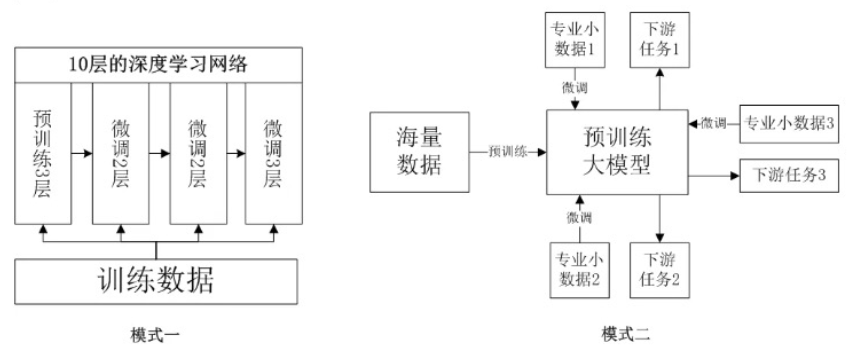 10层的深度学习网络
预训练3层
微调2层
微调2层
微调3层
训练数据
模式一
专业小
数据1
下游
任务1
微调
海量
数据
预训练
预训练
大模型
微调
专业小数据3
下游任务3
微调
专业小
数据2
下游
任务2
模式二